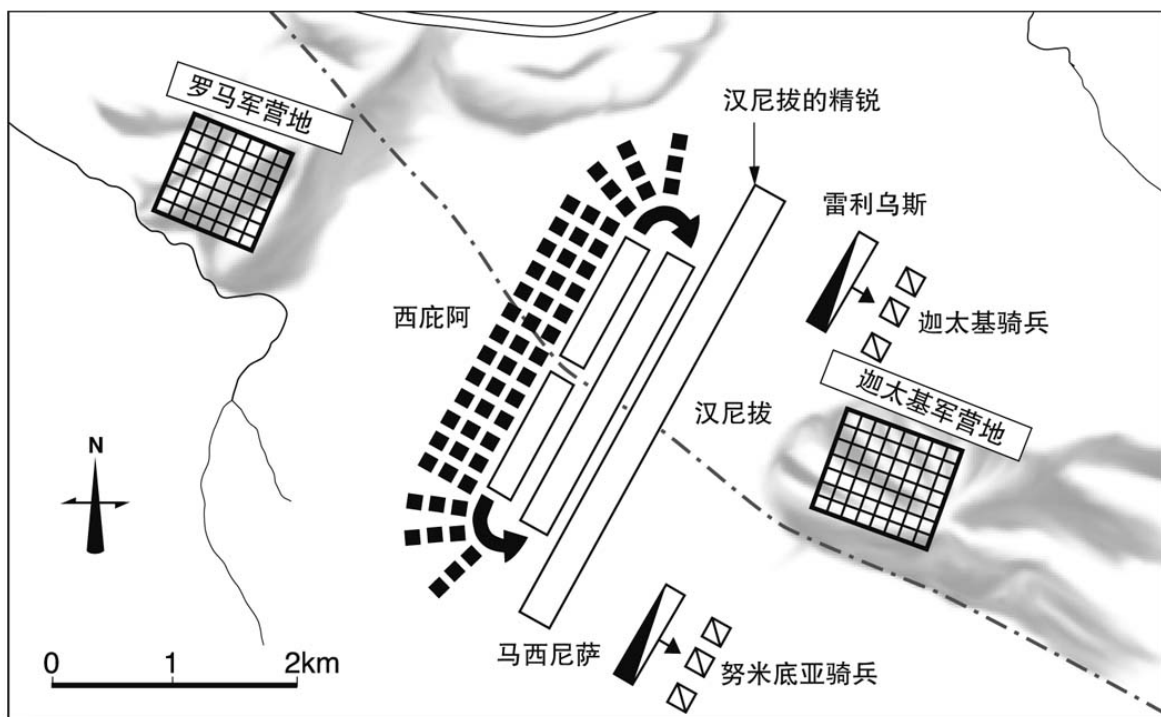 罗马军营地
汉尼拔的精锐
雷利乌斯
西庇阿
迦太基骑兵
迦太基军营地
汉尼拔
N
马西尼萨
努米底亚骑兵
0 1 2km